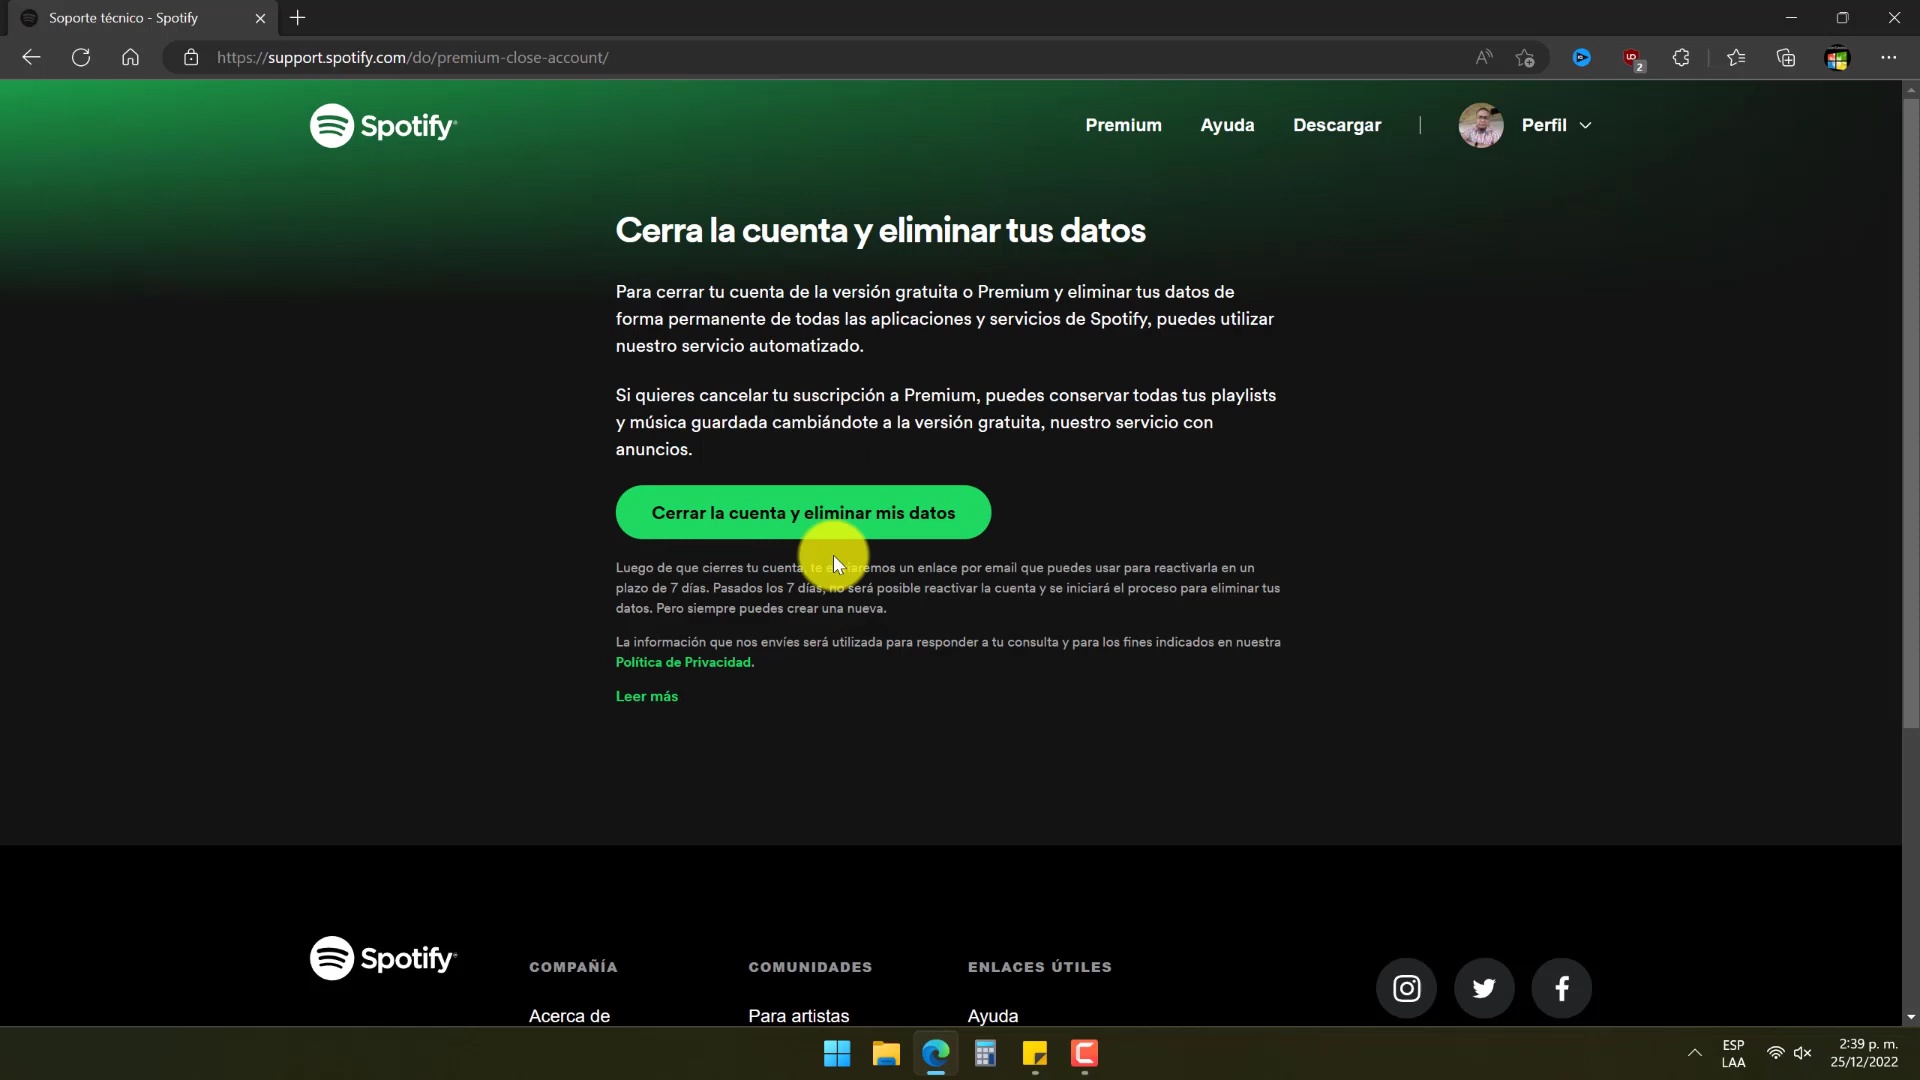 Soporte técnico - Spotify
https://support.spotify.com/do/premium-close-account/
2
Spotify
Premium
Ayuda
Descargar
Perfil
Cerra la cuenta y eliminar tus datos
Para cerrar tu cuenta de la versión gratuita o Premium y eliminar tus datos de
forma permanente de todas las aplicaciones y servicios de Spotify, puedes utilizar
nuestro servicio automatizado.
Si quieres cancelar tu suscripción a Premium, puedes conservar todas tus playlists
y música guardada cambiándote a la versión gratuita, nuestro servicio con
anuncios.
Cerrar la cuenta y eliminar mis datos
Luego de que cierres tu cuenta, te enviaremos un enlace por email que puedes usar para reactivarla en un
plazo de 7 días. Pasados los 7 días, no será posible reactivar la cuenta y se iniciará el proceso para eliminar tus
datos. Pero siempre puedes crear una nueva.
La información que nos envíes será utilizada para responder a tu consulta y para los fines indicados en nuestra
Política de Privacidad.
Leer más
Spotify
COMPAÑÍA
COMUNIDADES
ENLACES ÚTILES
Acerca de
Para artistas
Ayuda
ESP
LAA
2:39 p. m.
25/12/2022